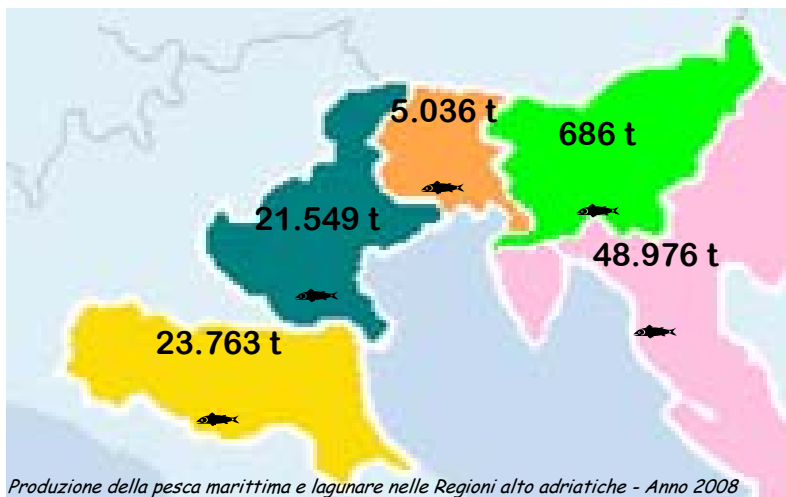 5.036 t
686 t
21.549 t
48.976 t
23.763 t
Produzione della pesca marittima e lagunare nelle Regioni alto adriatiche - Anno 2008